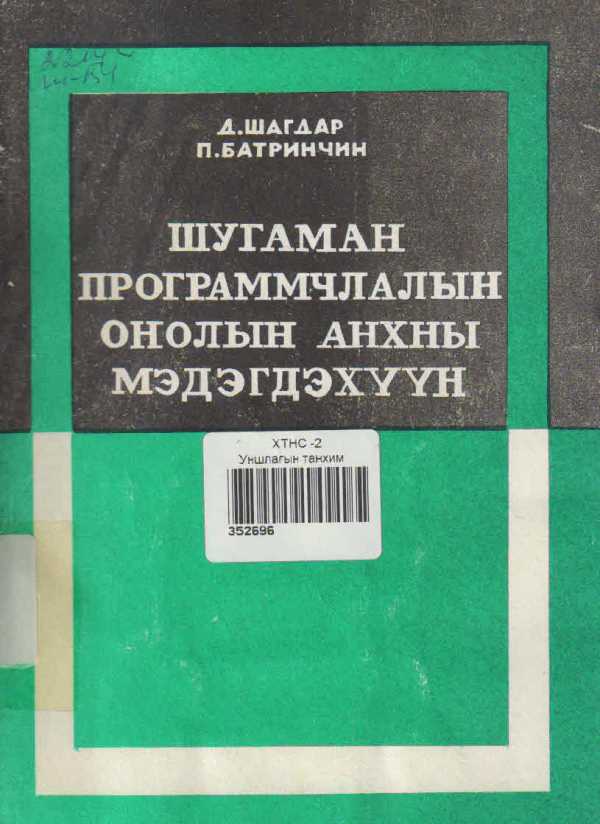 Д.ШАГДАР
П.БАТРИНЧИН
ШУГАМАН
ПРОГРАММЧЛАЛЫН
ОНОЛЫН АНХНЫ
МЭДЭГДЭХҮҮН
ХТНС -2
Уншлагын танхим
352696